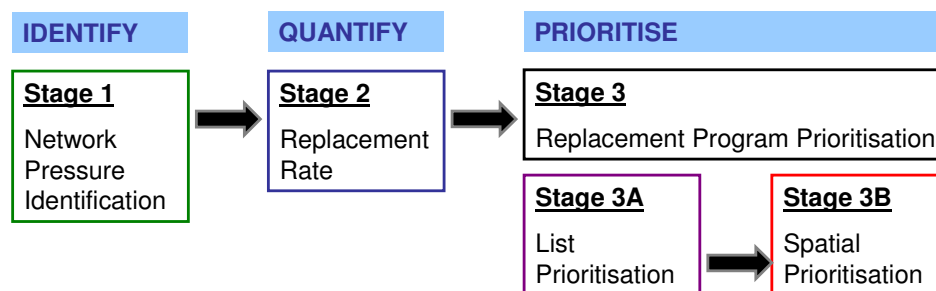 IDENTIFY
QUANTIFY
PRIORITISE
Stage 1
Network
Pressure
Identification
Stage 2
Replacement
Rate
Stage 3
Replacement Program Prioritisation
Stage 3A
List
Prioritisation
Stage 3B
Spatial
Prioritisation